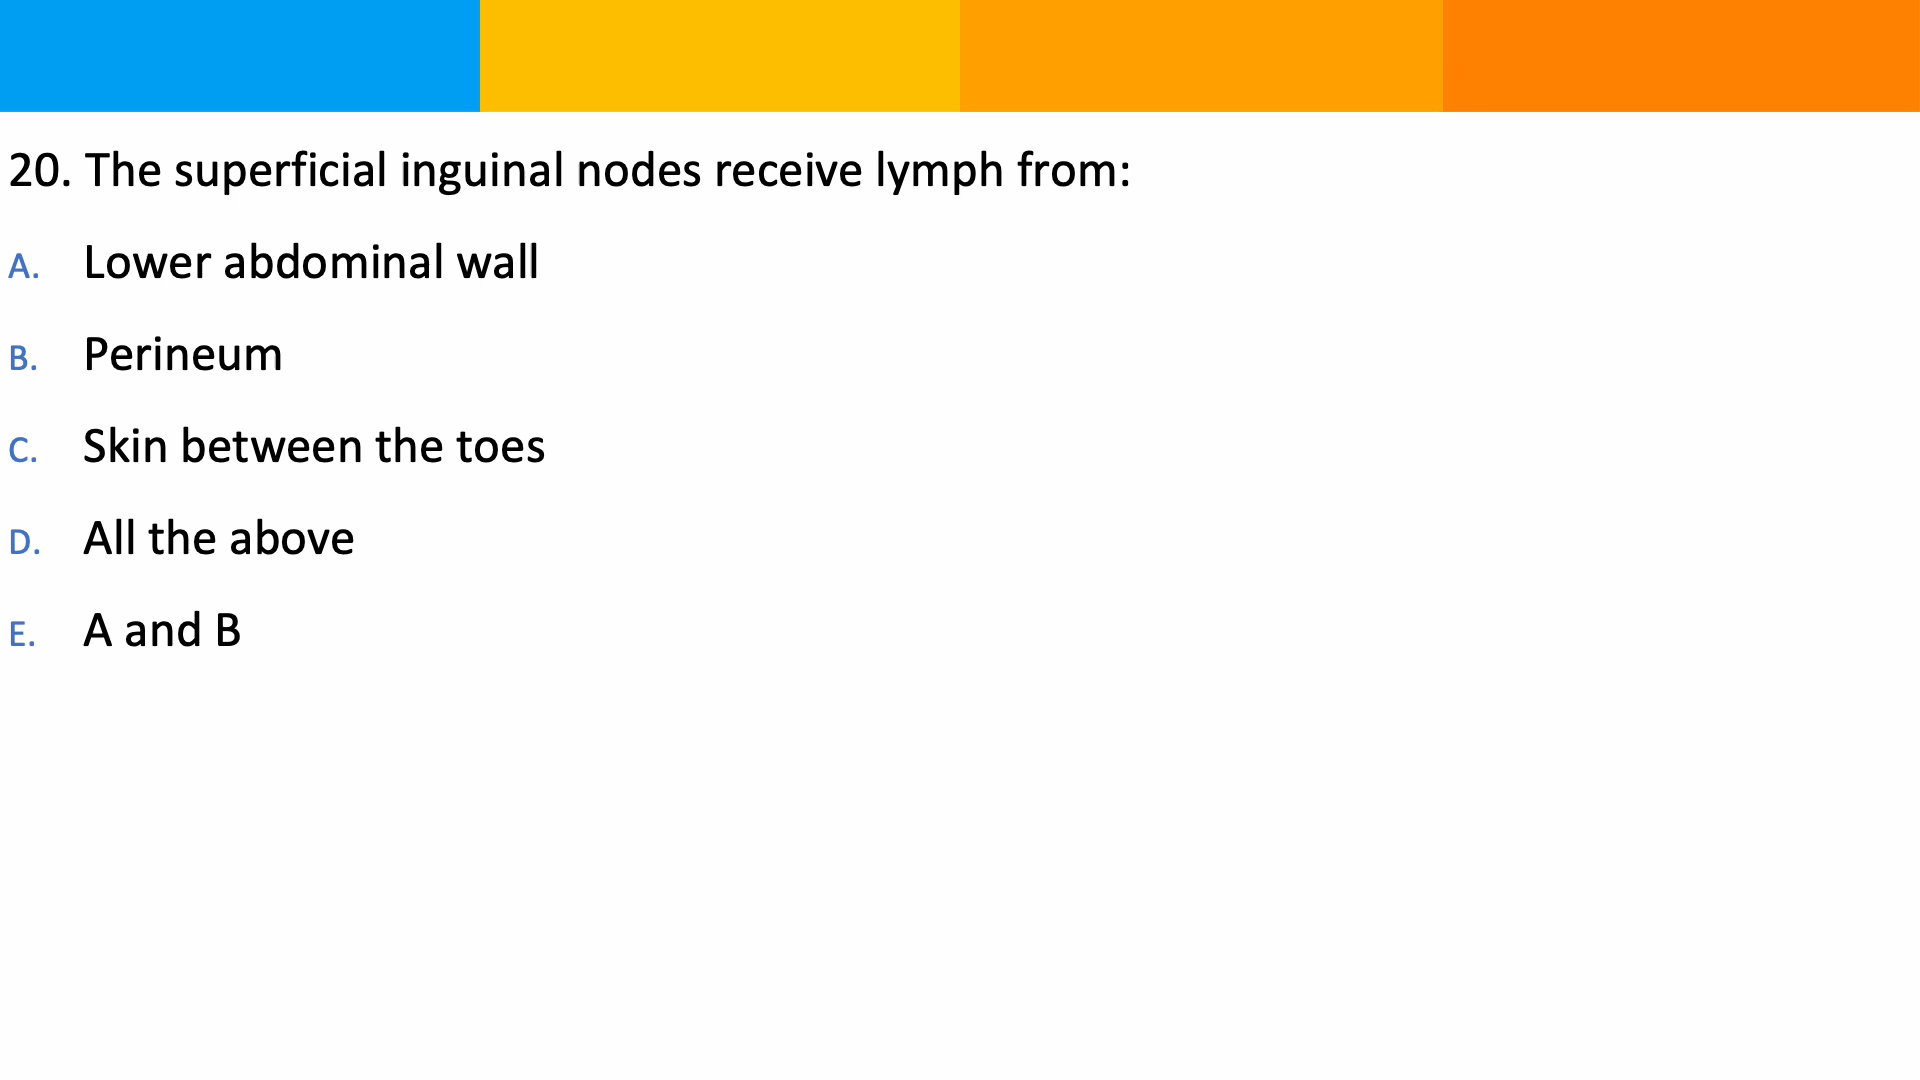 20. The superficial inguinal nodes receive lymph from:
A. Lower abdominal wall
B. Perineum
C. Skin between the toes
D. All the above
E. A and B